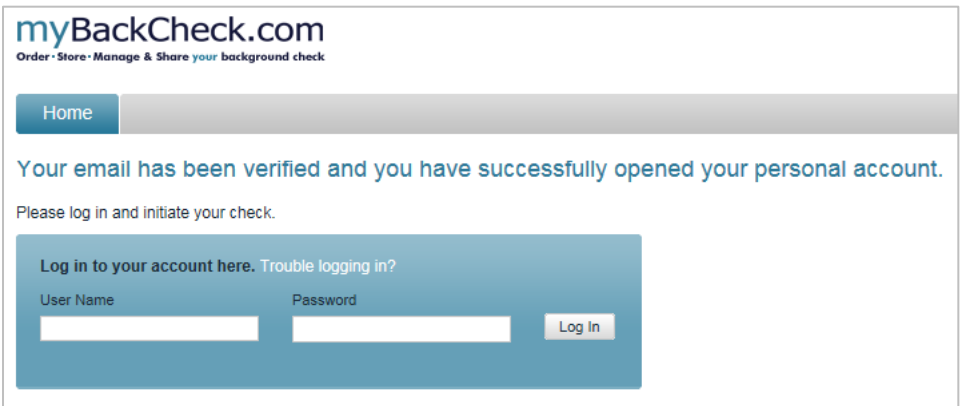 myBackCheck.com
Order · Store · Manage & Share your background check
Home
Your email has been verified and you have successfully opened your personal account.
Please log in and initiate your check.
Log in to your account here. Trouble logging in?
User Name Password
Log In